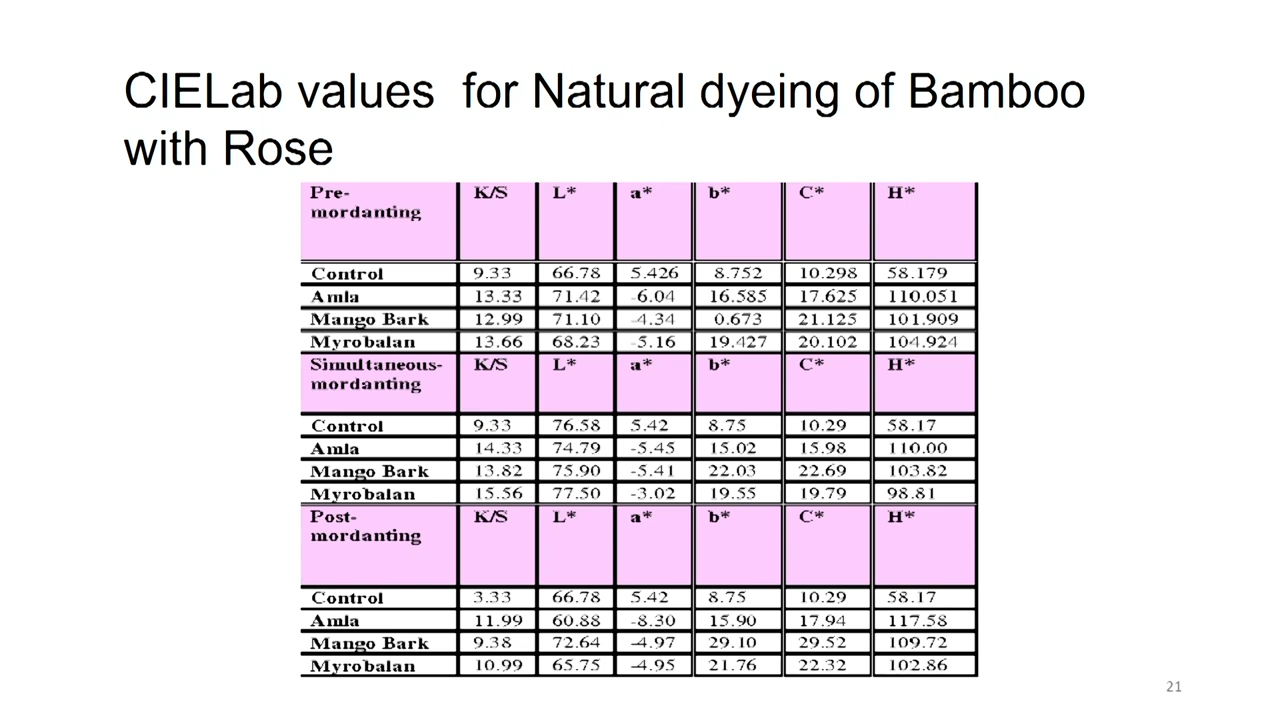 CIELab values for Natural dyeing of Bamboo
with Rose
Pre- K/S L* a* b* C* H*
mordanting
Control 9.33 66.78 5.426 8.752 10.298 58.179
Amla 13.33 71.42 -6.04 16.585 17.625 110.051
Mango Bark 12.99 71.10 -4.34 0.673 21.125 101.909
Myrobalan 13.66 68.23 -5.16 19.427 20.102 104.924
Simultaneous- K/S L* a* b* C* H*
mordanting
Control 9.33 76.58 5.42 8.75 10.29 58.17
Amla 14.33 74.79 -5.45 15.02 15.98 110.00
Mango Bark 13.82 75.90 -5.41 22.03 22.69 103.82
Myrobalan 15.56 77.50 -3.02 19.55 19.79 98.81
Post- K/S L* a* b* C* H*
mordanting
Control 3.33 66.78 5.42 8.75 10.29 58.17
Amla 11.99 60.88 -8.30 15.90 17.94 117.58
Mango Bark 9.38 72.64 -4.97 29.10 29.52 109.72
Myrobalan 10.99 65.75 -4.95 21.76 22.32 102.86
21